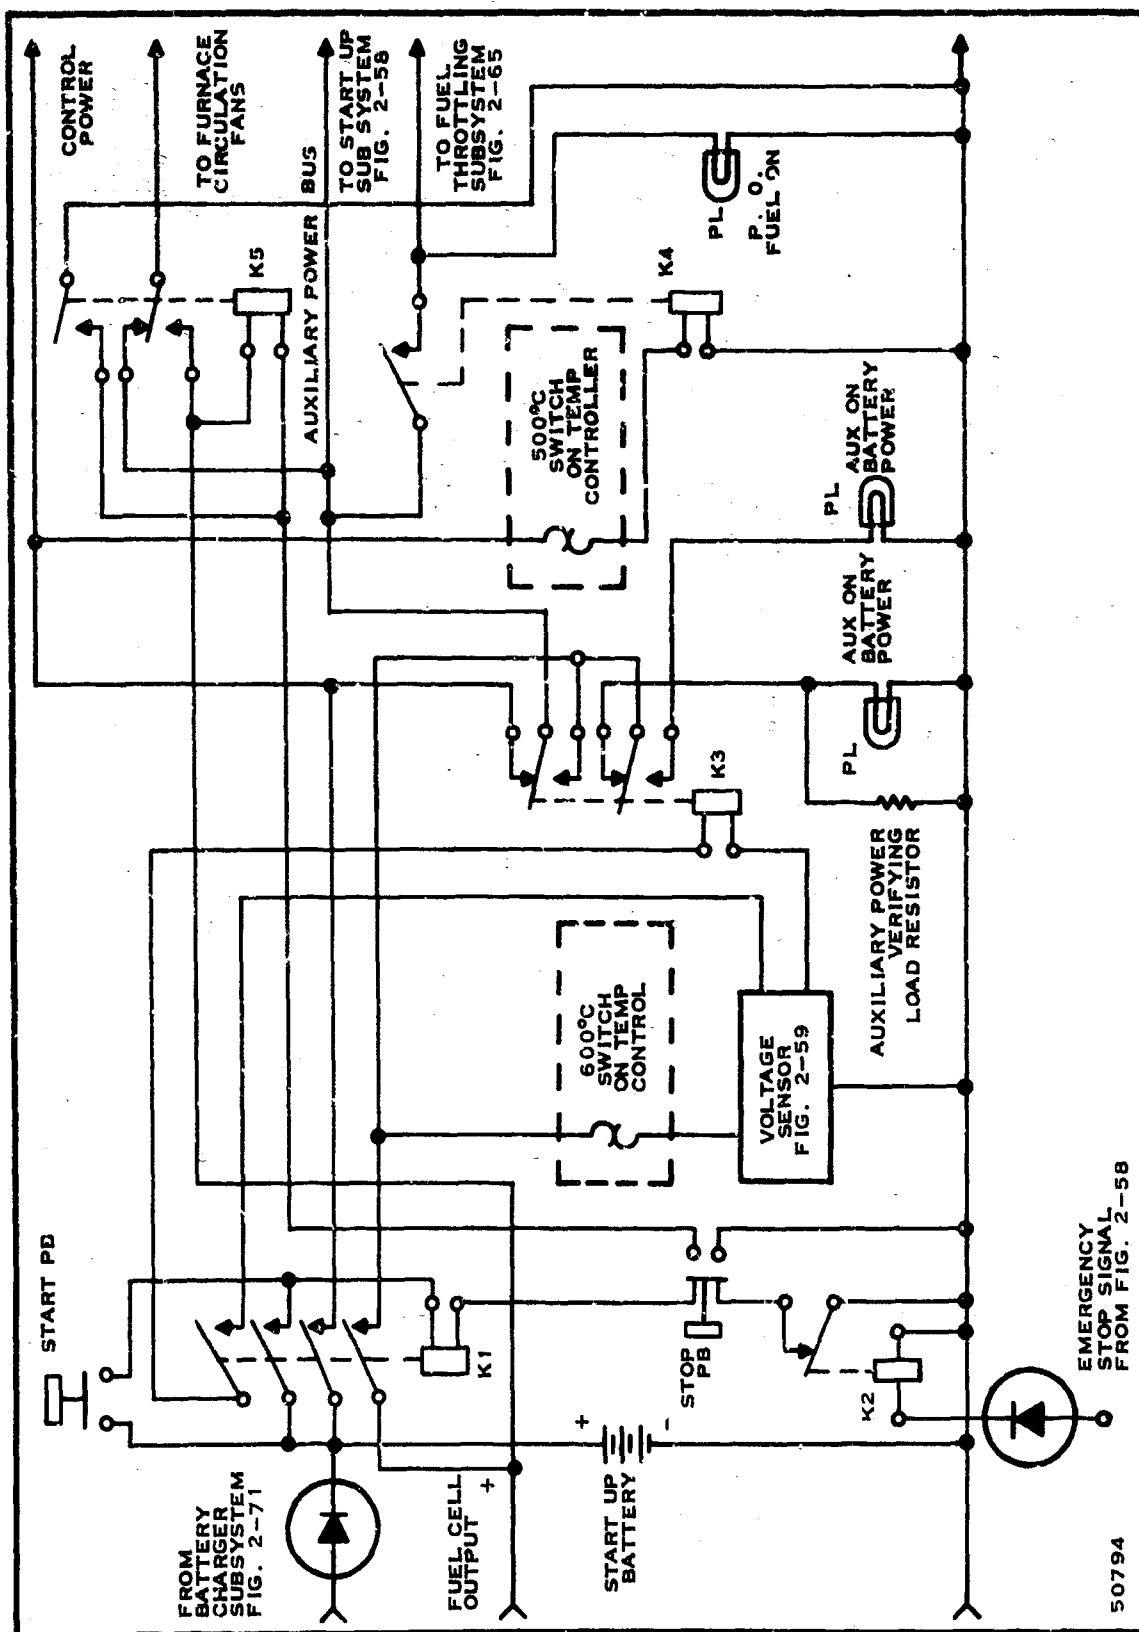 START PB
FROM
BATTERY
CHARGER
SUBSYSTEM
FIG. 2-71
FUEL CELL
OUTPUT
+
START UP
BATTERY
+
-
K1
STOP
PB
K2
EMERGENCY
STOP SIGNAL
FROM FIG. 2-58
600°C
SWITCH
ON TEMP
CONTROL
VOLTAGE
SENSOR
FIG. 2-59
K3
AUXILIARY POWER
VERIFYING
LOAD RESISTOR
PL
AUX ON
BATTERY
POWER
PL
AUX ON
BATTERY
POWER
500°C
SWITCH
ON TEMP
CONTROLLER
K4
K5
PL
P. O.
FUEL ON
CONTROL
POWER
TO FURNACE
CIRCULATION
FANS
AUXILIARY POWER BUS
TO START UP
SUB SYSTEM
FIG. 2-58
TO FUEL
THROTTLING
SUBSYSTEM
FIG. 2-65
50794